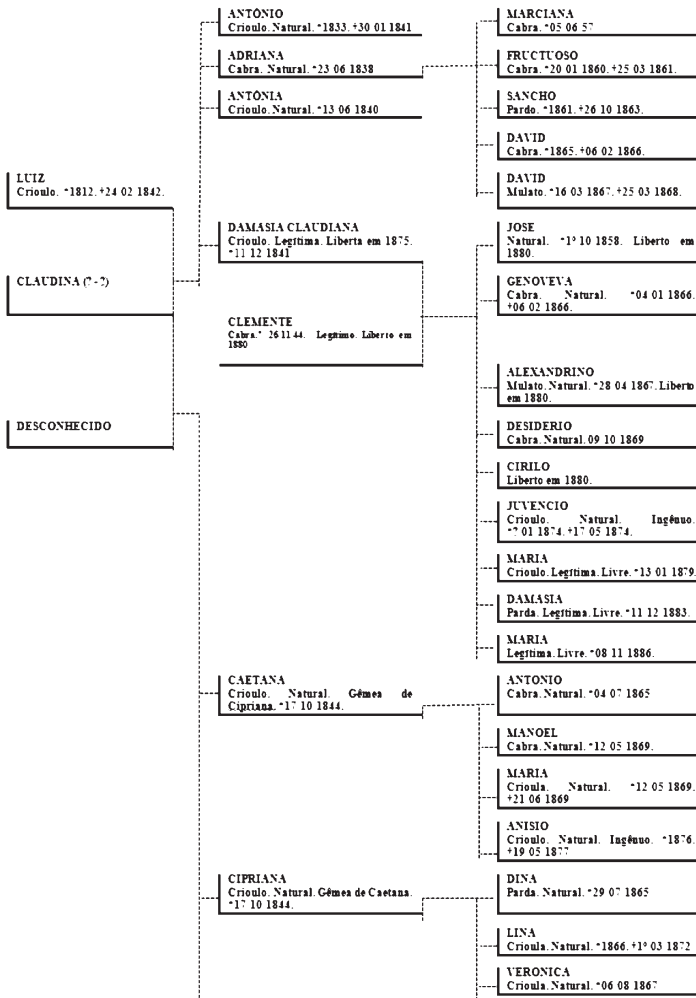 LUIZ
Crioulo. *1812. +24 02 1842.
CLAUDINA (? - ?)
DESCONHECIDO
ANTÔNIO
Crioulo. Natural. *1833. +30 01 1841
ADRIANA
Cabra. Natural. *23 06 1838
ANTÔNIA
Crioulo. Natural. *13 06 1840
DAMASIA CLAUDIANA
Crioulo. Legítima. Liberta em 1875.
*11 12 1841
CLEMENTE
Cabra.* 26 11 44. Legítimo. Liberto em
1880
CAETANA
Crioulo. Natural. Gêmea de
Cipriana. *17 10 1844.
CIPRIANA
Crioulo. Natural. Gêmea de Caetana.
*17 10 1844.
MARCIANA
Cabra. *05 06 57
FRUCTUOSO
Cabra. *20 01 1860. +25 03 1861.
SANCHO
Pardo. *1861. +26 10 1863.
DAVID
Cabra. *1865. +06 02 1866.
DAVID
Mulato. *16 03 1867. +25 03 1868.
JOSE
Natural. *1º 10 1858. Liberto em
1880.
GENOVEVA
Cabra. Natural. *04 01 1866.
+06 02 1866.
ALEXANDRINO
Mulato. Natural. *28 04 1867. Liberto
em 1880.
DESIDERIO
Cabra. Natural. 09 10 1869
CIRILO
Liberto em 1880.
JUVENCIO
Crioulo. Natural. Ingênuo.
*? 01 1874. +17 05 1874.
MARIA
Crioulo. Legítima. Livre. *13 01 1879.
DAMASIA
Parda. Legítima. Livre. *11 12 1883.
MARIA
Legítima. Livre. *08 11 1886.
ANTONIO
Cabra. Natural. *04 07 1865
MANOEL
Cabra. Natural. *12 05 1869.
MARIA
Crioula. Natural. *12 05 1869.
+21 06 1869
ANISIO
Crioulo. Natural. Ingênuo. *1876.
+19 05 1877
DINA
Parda. Natural. *29 07 1865
LINA
Crioula. Natural. *1866. +1º 03 1872
VERONICA
Crioula. Natural. *06 08 1867